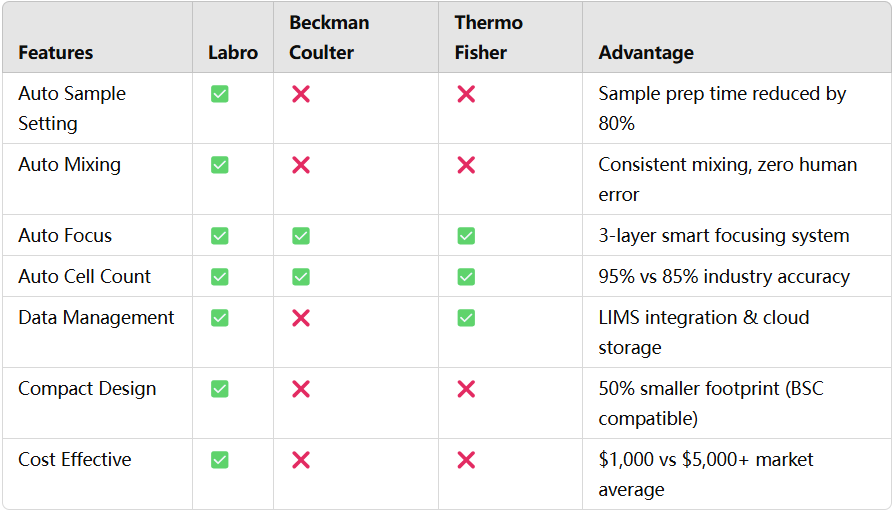 Features Labro Beckman Coulter Thermo Fisher Advantage
Auto Sample Setting ✅ ❌ ❌ Sample prep time reduced by 80%
Auto Mixing ✅ ❌ ❌ Consistent mixing, zero human error
Auto Focus ✅ ✅ ✅ 3-layer smart focusing system
Auto Cell Count ✅ ✅ ✅ 95% vs 85% industry accuracy
Data Management ✅ ❌ ✅ LIMS integration & cloud storage
Compact Design ✅ ❌ ❌ 50% smaller footprint (BSC compatible)
Cost Effective ✅ ❌ ❌ $1,000 vs $5,000+ market average